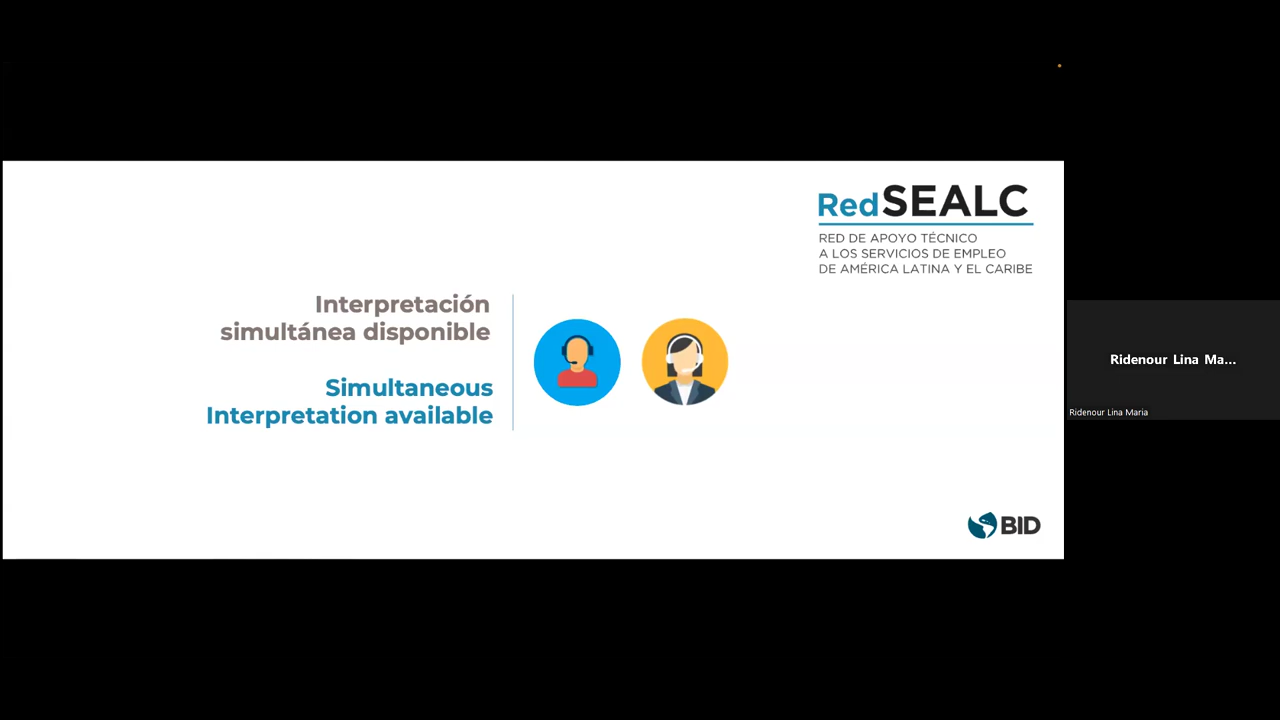 RedSEALC
RED DE APOYO TÉCNICO
A LOS SERVICIOS DE EMPLEO
DE AMÉRICA LATINA Y EL CARIBE
Interpretación
simultánea disponible
Simultaneous
Interpretation available
BID
Ridenour Lina Ma...
Ridenour Lina Maria